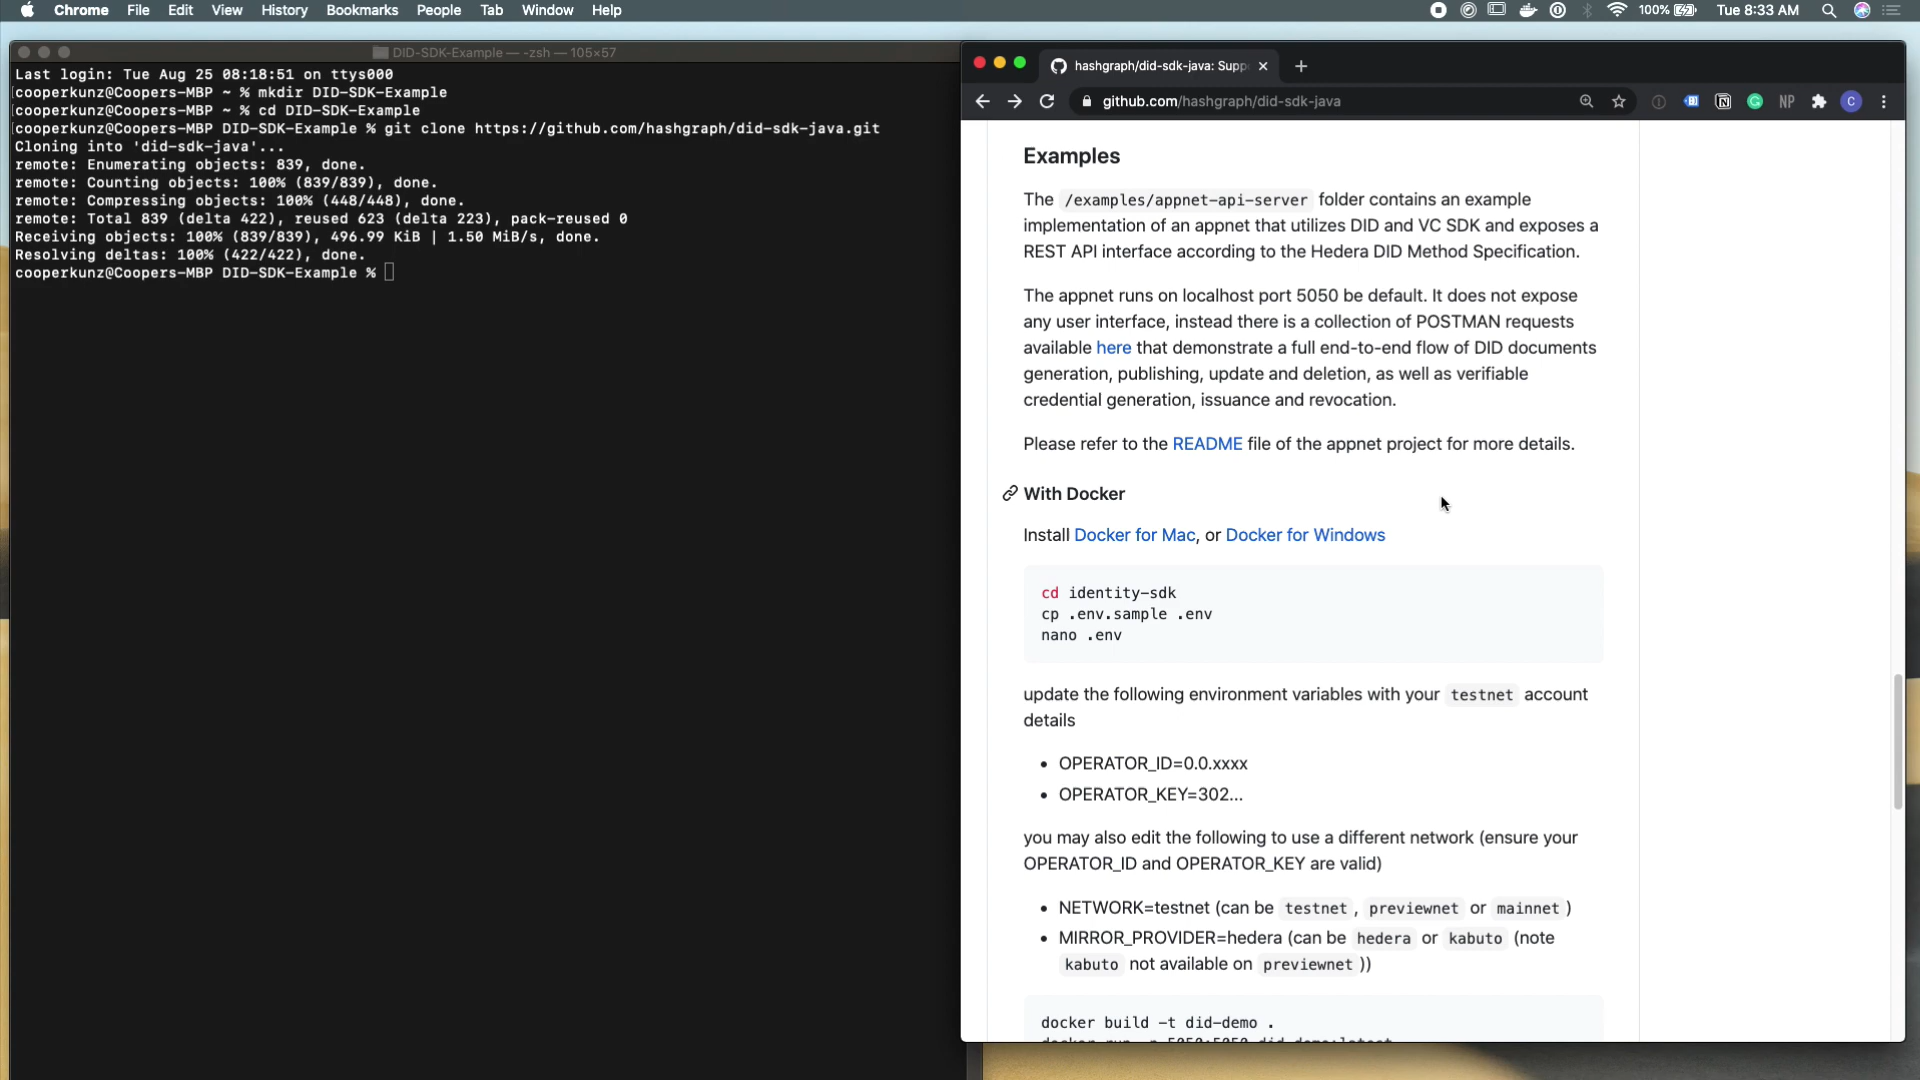 Chrome File Edit View History Bookmarks People Tab Window Help
100% Tue 8:33 AM
DID-SDK-Example — -zsh — 105×57
Last login: Tue Aug 25 08:18:51 on ttys000
[cooperkunz@Coopers-MBP ~ % mkdir DID-SDK-Example
[cooperkunz@Coopers-MBP ~ % cd DID-SDK-Example
[cooperkunz@Coopers-MBP DID-SDK-Example % git clone https://github.com/hashgraph/did-sdk-java.git
Cloning into 'did-sdk-java'...
remote: Enumerating objects: 839, done.
remote: Counting objects: 100% (839/839), done.
remote: Compressing objects: 100% (448/448), done.
remote: Total 839 (delta 422), reused 623 (delta 223), pack-reused 0
Receiving objects: 100% (839/839), 496.99 KiB | 1.50 MiB/s, done.
Resolving deltas: 100% (422/422), done.
cooperkunz@Coopers-MBP DID-SDK-Example %
hashgraph/did-sdk-java: Supp
github.com/hashgraph/did-sdk-java
NP
C
Examples
The /examples/appnet-api-server folder contains an example
implementation of an appnet that utilizes DID and VC SDK and exposes a
REST API interface according to the Hedera DID Method Specification.
The appnet runs on localhost port 5050 be default. It does not expose
any user interface, instead there is a collection of POSTMAN requests
available here that demonstrate a full end-to-end flow of DID documents
generation, publishing, update and deletion, as well as verifiable
credential generation, issuance and revocation.
Please refer to the README file of the appnet project for more details.
With Docker
Install Docker for Mac, or Docker for Windows
cd identity-sdk
cp .env.sample .env
nano .env
update the following environment variables with your testnet account
details
• OPERATOR_ID=0.0.xxxx
• OPERATOR_KEY=302...
you may also edit the following to use a different network (ensure your
OPERATOR_ID and OPERATOR_KEY are valid)
• NETWORK=testnet (can be testnet , previewnet or mainnet )
• MIRROR_PROVIDER=hedera (can be hedera or kabuto (note
kabuto not available on previewnet ))
docker build -t did-demo .
docker run -p 5050:5050 did-demo:latest